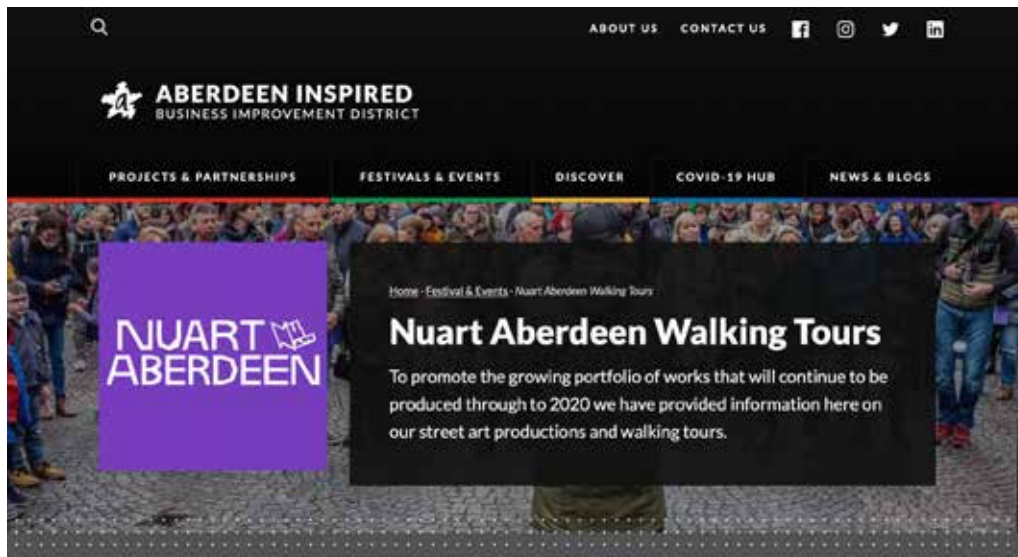 ABOUT US CONTACT US
ABERDEEN INSPIRED
BUSINESS IMPROVEMENT DISTRICT
PROJECTS & PARTNERSHIPS FESTIVALS & EVENTS DISCOVER COVID-19 HUB NEWS & BLOGS
NUART
ABERDEEN
Home - Festival & Events - Nuart Aberdeen Walking Tours
Nuart Aberdeen Walking Tours
To promote the growing portfolio of works that will continue to be
produced through to 2020 we have provided information here on
our street art productions and walking tours.